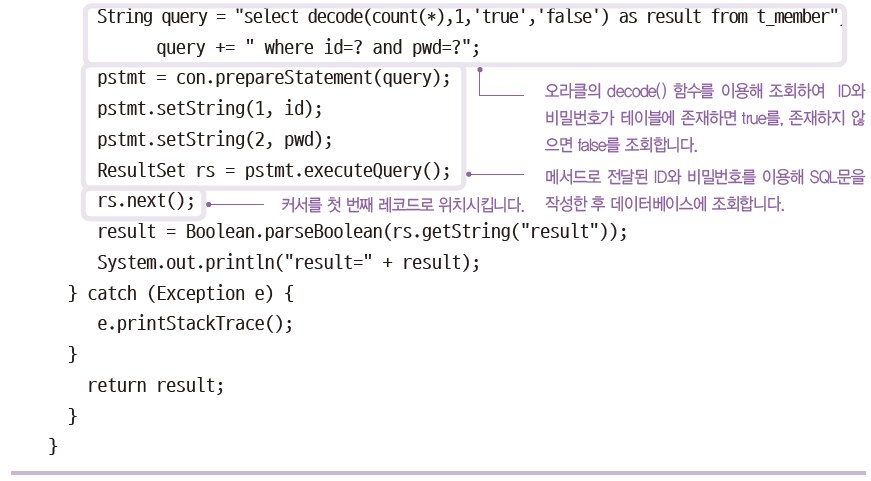 String query = "select decode(count(*),1,'true','false') as result from t_member";
query += " where id=? and pwd=?";
pstmt = con.prepareStatement(query);
오라클의 decode() 함수를 이용해 조회하여 ID와
pstmt.setString(1, id);
비밀번호가 테이블에 존재하면 true를, 존재하지 않
pstmt.setString(2, pwd);
으면 false를 조회합니다.
ResultSet rs = pstmt.executeQuery();
메서드로 전달된 ID와 비밀번호를 이용해 SQL문을
작성한 후 데이터베이스에 조회합니다.
rs.next();
커서를 첫 번째 레코드로 위치시킵니다.
result = Boolean.parseBoolean(rs.getString("result"));
System.out.println("result=" + result);
} catch (Exception e) {
e.printStackTrace();
}
return result;
}
}